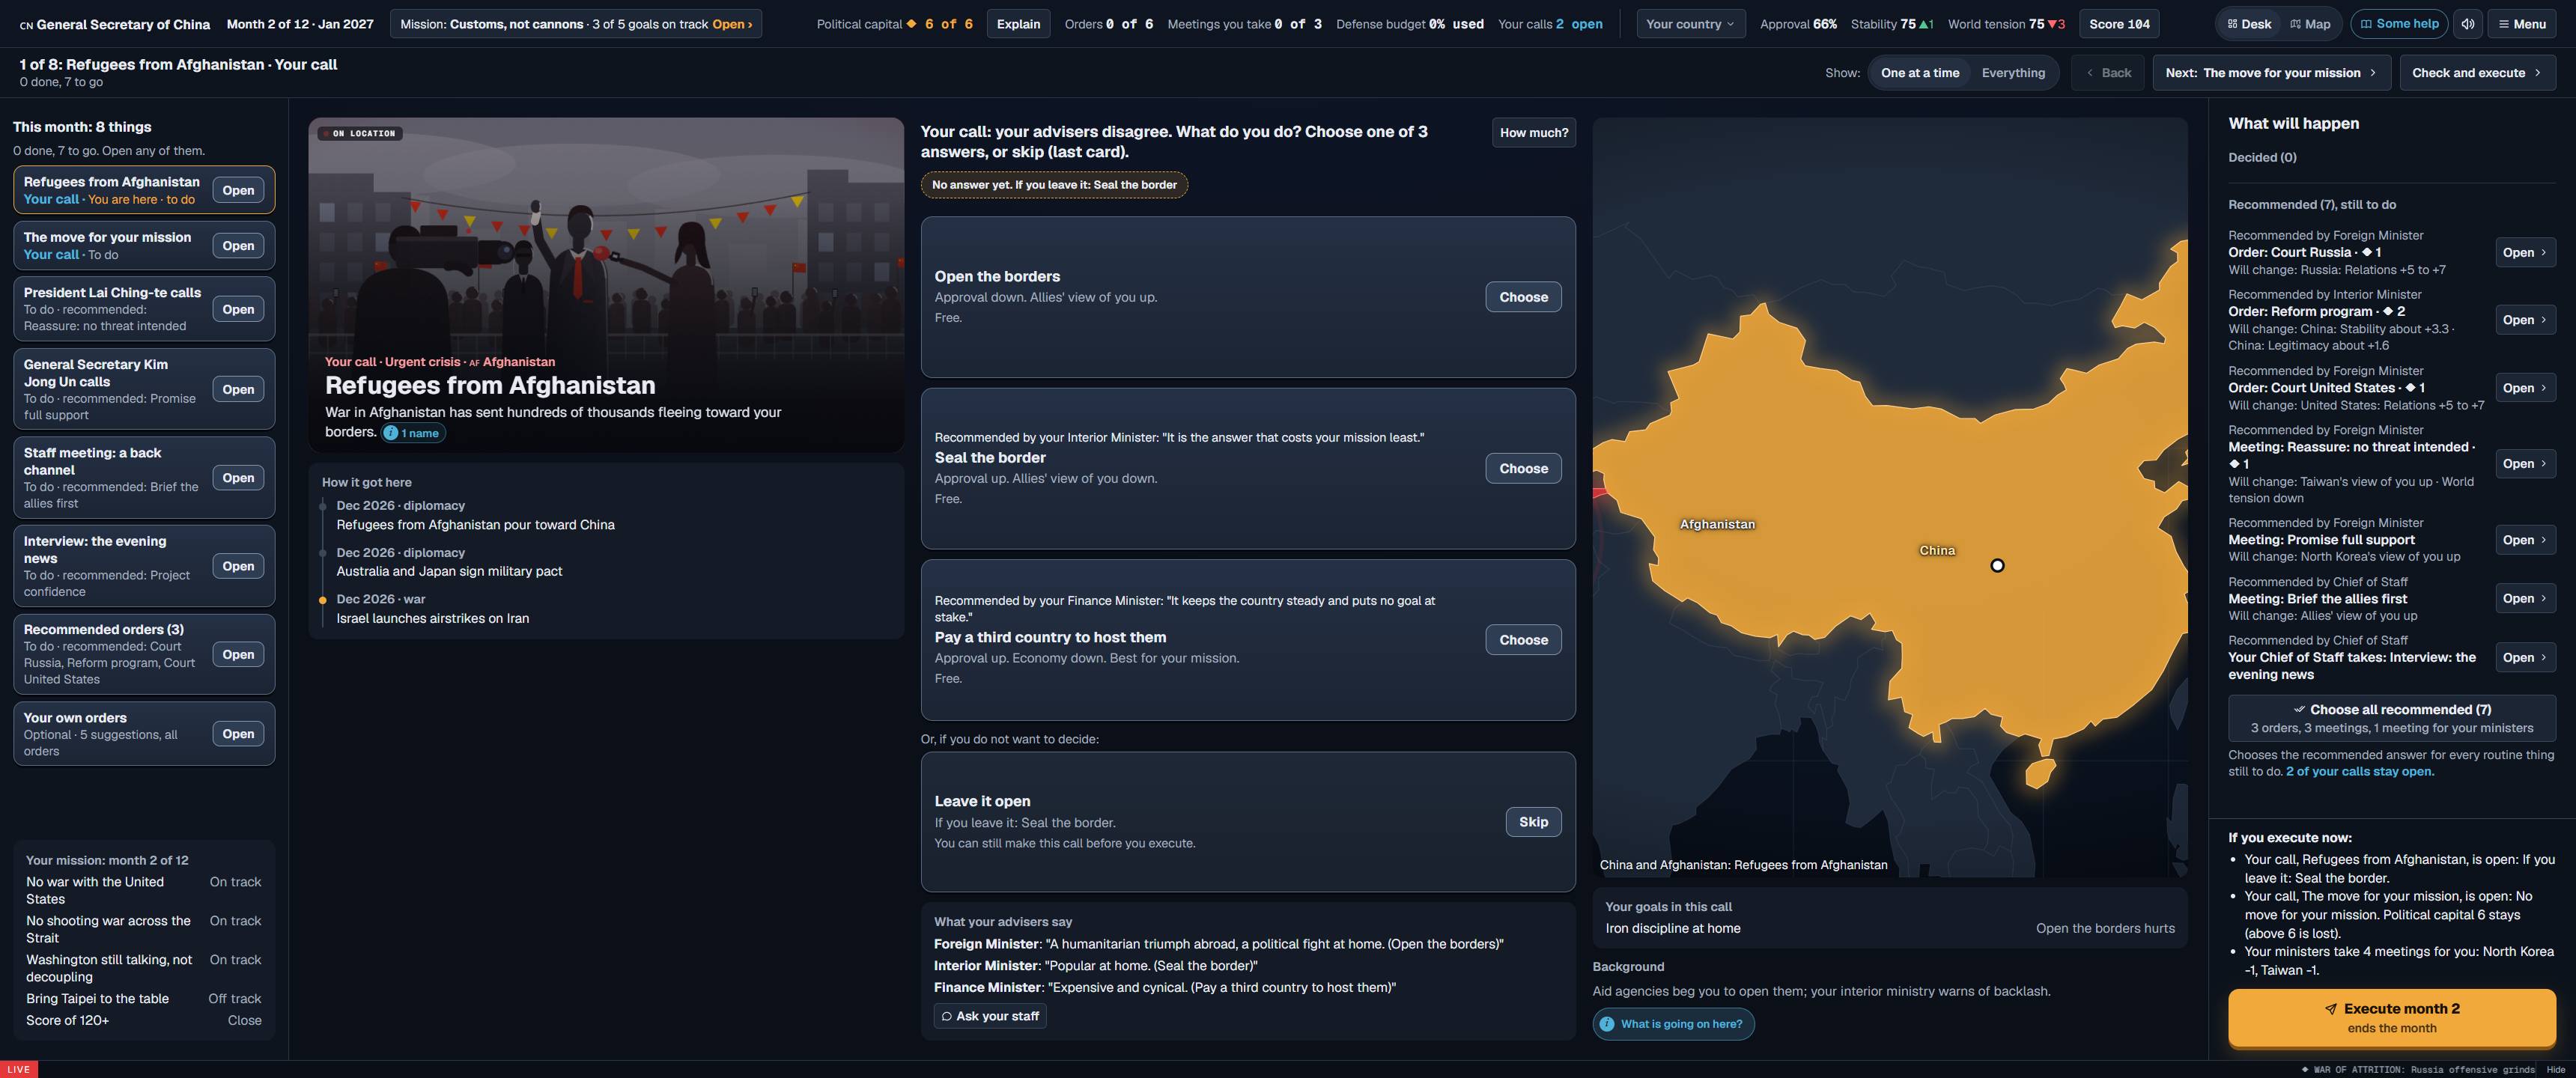 CN General Secretary of China
Month 2 of 12 · Jan 2027
Mission: Customs, not cannons · 3 of 5 goals on track Open ›
Political capital ◆ 6 of 6
Explain
Orders 0 of 6
Meetings you take 0 of 3
Defense budget 0% used
Your calls 2 open
Your country
Approval 66%
Stability 75 ▲1
World tension 75 ▼3
Score 104
Desk
Map
Some help
Menu
1 of 8: Refugees from Afghanistan · Your call
0 done, 7 to go
Show:
One at a time
Everything
Back
Next: The move for your mission
Check and execute
This month: 8 things
0 done, 7 to go. Open any of them.
Refugees from Afghanistan
Your call · You are here · to do
Open
The move for your mission
Your call · To do
Open
President Lai Ching-te calls
To do · recommended:
Reassure: no threat intended
Open
General Secretary Kim
Jong Un calls
To do · recommended: Promise
full support
Open
Staff meeting: a back
channel
To do · recommended: Brief the
allies first
Open
Interview: the evening
news
To do · recommended: Project
confidence
Open
Recommended orders (3)
To do · recommended: Court
Russia, Reform program, Court
United States
Open
Your own orders
Optional · 5 suggestions, all
orders
Open
Your mission: month 2 of 12
No war with the United
States
On track
No shooting war across the
Strait
On track
Washington still talking, not
decoupling
On track
Bring Taipei to the table
Off track
Score of 120+
Close
ON LOCATION
Your call · Urgent crisis · AF Afghanistan
Refugees from Afghanistan
War in Afghanistan has sent hundreds of thousands fleeing toward your
borders.
i 1 name
How it got here
Dec 2026 · diplomacy
Refugees from Afghanistan pour toward China
Dec 2026 · diplomacy
Australia and Japan sign military pact
Dec 2026 · war
Israel launches airstrikes on Iran
Your call: your advisers disagree. What do you do? Choose one of 3
answers, or skip (last card).
How much?
No answer yet. If you leave it: Seal the border
Open the borders
Approval down. Allies' view of you up.
Free.
Choose
Recommended by your Interior Minister: "It is the answer that costs your mission least."
Seal the border
Approval up. Allies' view of you down.
Free.
Choose
Recommended by your Finance Minister: "It keeps the country steady and puts no goal at
stake."
Pay a third country to host them
Approval up. Economy down. Best for your mission.
Free.
Choose
Or, if you do not want to decide:
Leave it open
If you leave it: Seal the border.
You can still make this call before you execute.
Skip
What your advisers say
Foreign Minister: "A humanitarian triumph abroad, a political fight at home. (Open the borders)"
Interior Minister: "Popular at home. (Seal the border)"
Finance Minister: "Expensive and cynical. (Pay a third country to host them)"
Ask your staff
Afghanistan
China
China and Afghanistan: Refugees from Afghanistan
Your goals in this call
Iron discipline at home
Open the borders hurts
Background
Aid agencies beg you to open them; your interior ministry warns of backlash.
i What is going on here?
What will happen
Decided (0)
Recommended (7), still to do
Recommended by Foreign Minister
Order: Court Russia · ◆ 1
Will change: Russia: Relations +5 to +7
Open ›
Recommended by Interior Minister
Order: Reform program · ◆ 2
Will change: China: Stability about +3.3 ·
China: Legitimacy about +1.6
Open ›
Recommended by Foreign Minister
Order: Court United States · ◆ 1
Will change: United States: Relations +5 to +7
Open ›
Recommended by Foreign Minister
Meeting: Reassure: no threat intended ·
◆ 1
Will change: Taiwan's view of you up · World
tension down
Open ›
Recommended by Foreign Minister
Meeting: Promise full support
Will change: North Korea's view of you up
Open ›
Recommended by Chief of Staff
Meeting: Brief the allies first
Will change: Allies' view of you up
Open ›
Recommended by Chief of Staff
Your Chief of Staff takes: Interview: the
evening news
Open ›
Choose all recommended (7)
3 orders, 3 meetings, 1 meeting for your ministers
Chooses the recommended answer for every routine thing
still to do. 2 of your calls stay open.
If you execute now:
• Your call, Refugees from Afghanistan, is open: If you
leave it: Seal the border.
• Your call, The move for your mission, is open: No
move for your mission. Political capital 6 stays
(above 6 is lost).
• Your ministers take 4 meetings for you: North Korea
-1, Taiwan -1.
Execute month 2
ends the month
LIVE
◆ WAR OF ATTRITION: Russia offensive grinds
Hide